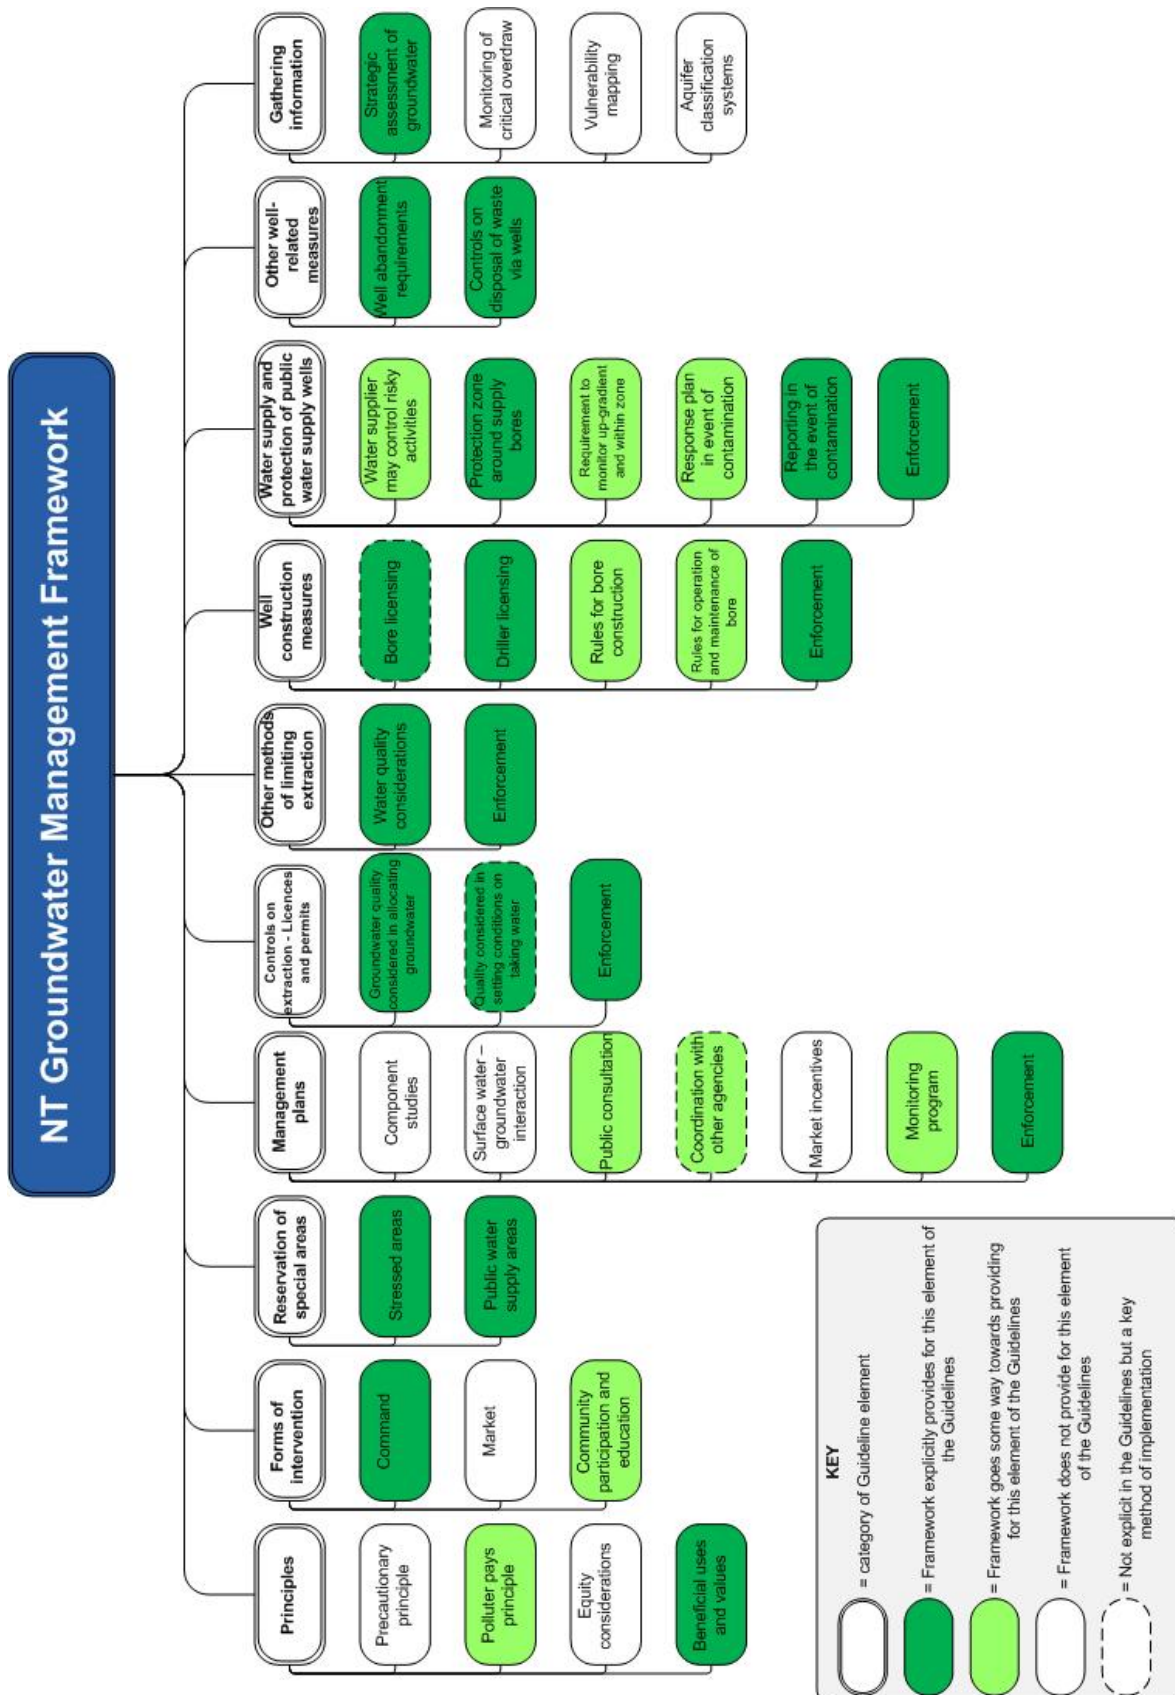 NT Groundwater Management Framework
Principles
Precautionary
principle
Polluter pays
principle
Equity
considerations
Beneficial uses
and values
Forms of
intervention
Command
Market
Community
participation and
education
Reservation of
special areas
Stressed areas
Public water
supply areas
Management
plans
Component
studies
Surface water –
groundwater
interaction
Public consultation
Coordination with
other agencies
Market incentives
Monitoring
program
Enforcement
Controls on
extraction - Licences
and permits
Groundwater quality
considered in allocating
groundwater
Quality considered in
setting conditions on
taking water
Enforcement
Other methods
of limiting
extraction
Water quality
considerations
Enforcement
Well
construction
measures
Bore licensing
Driller licensing
Rules for bore
construction
Rules for operation
and maintenance of
bore
Enforcement
Water supply and
protection of public
water supply wells
Water supplier
may control risky
activities
Protection zone
around supply
bores
Requirement to
monitor up-gradient
and within zone
Response plan
in event of
contamination
Reporting in
the event of
contamination
Enforcement
Other well-
related
measures
Well abandonment
requirements
Controls on
disposal of waste
via wells
Gathering
information
Strategic
assessment of
groundwater
Monitoring of
critical overdraw
Vulnerability
mapping
Aquifer
classification
systems
KEY
= category of Guideline element
= Framework explicitly provides for this element of
the Guidelines
= Framework goes some way towards providing
for this element of the Guidelines
= Framework does not provide for this element
of the Guidelines
= Not explicit in the Guidelines but a key
method of implementation